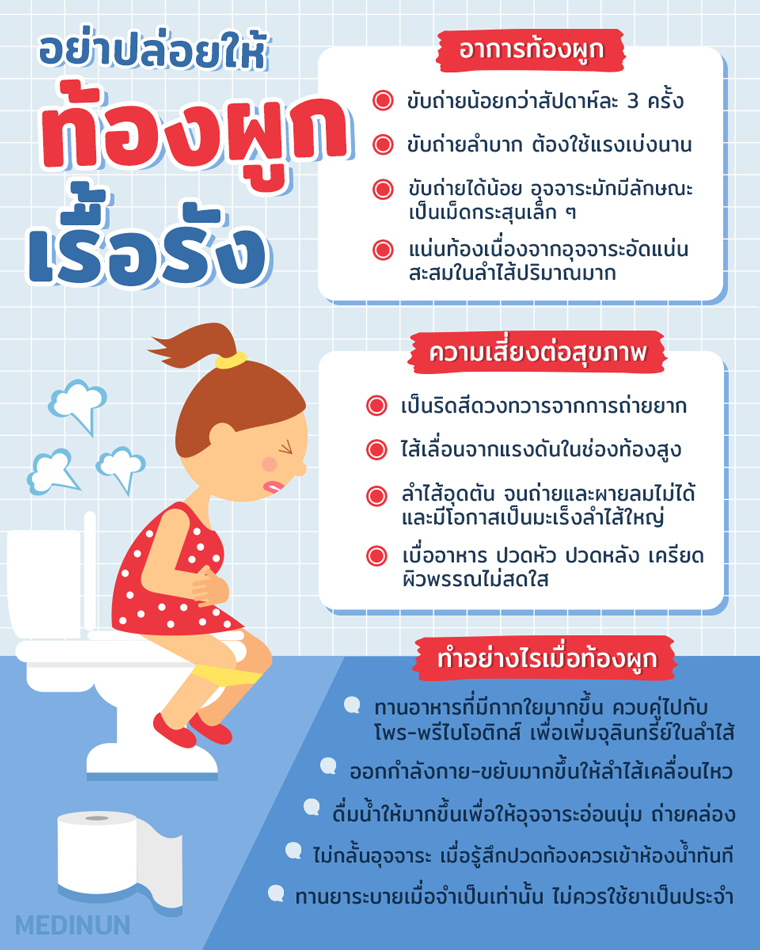 อย่าปล่อยให้
ท้องผูก
เรื้อรัง
อาการท้องผูก
ขับถ่ายน้อยกว่าสัปดาห์ละ 3 ครั้ง
ขับถ่ายลำบาก ต้องใช้แรงเบ่งนาน
ขับถ่ายได้น้อย อุจจาระมักมีลักษณะ
เป็นเม็ดกระสุนเล็ก ๆ
แน่นท้องเนื่องจากอุจจาระอัดแน่น
สะสมในลำไส้ปริมาณมาก
ความเสี่ยงต่อสุขภาพ
เป็นริดสีดวงทวารจากการถ่ายยาก
ไส้เลื่อนจากแรงดันในช่องท้องสูง
ลำไส้อุดตัน จนถ่ายและผายลมไม่ได้
และมีโอกาสเป็นมะเร็งลำไส้ใหญ่
เบื่ออาหาร ปวดหัว ปวดหลัง เครียด
ผิวพรรณไม่สดใส
ทำอย่างไรเมื่อท้องผูก
ทานอาหารที่มีกากใยมากขึ้น ควบคู่ไปกับ
โพร-พรีไบโอติกส์ เพื่อเพิ่มจุลินทรีย์ในลำไส้
ออกกำลังกาย-ขยับมากขึ้นให้ลำไส้เคลื่อนไหว
ดื่มน้ำให้มากขึ้นเพื่อให้อุจจาระอ่อนนุ่ม ถ่ายคล่อง
ไม่กลั้นอุจจาระ เมื่อรู้สึกปวดท้องควรเข้าห้องน้ำทันที
ทานยาระบายเมื่อจำเป็นเท่านั้น ไม่ควรใช้ยาเป็นประจำ
MEDINUN